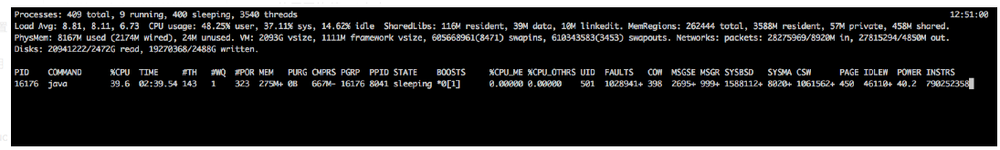 Processes: 409 total, 9 running, 400 sleeping, 3540 threads 12:51:00
Load Avg: 8.81, 8.11, 6.73 CPU usage: 48.25% user, 37.11% sys, 14.62% idle SharedLibs: 116M resident, 39M data, 10M linkedit. MemRegions: 262444 total, 3588M resident, 57M private, 458M shared.
PhysMem: 8167M used (2174M wired), 24M unused. VM: 2093G vsize, 1111M framework vsize, 605668961(8471) swapins, 610343583(3453) swapouts. Networks: packets: 28275969/8920M in, 27815294/4850M out.
Disks: 20941222/2472G read, 19270368/2488G written.
PID COMMAND %CPU TIME #TH #WQ #POR MEM PURG CMPRS PGRP PPID STATE BOOSTS %CPU_ME %CPU_OTHRS UID FAULTS COW MSGSE MSGR SYSBSD SYSMA CSW PAGE IDLEW POWER INSTRS
16176 java 39.6 02:39.54 143 1 323 275M+ 0B 667M- 16176 8041 sleeping *0[1] 0.00000 0.00000 501 1028941+ 398 2695+ 999+ 1588112+ 8020+ 1061562+ 450 46110+ 40.2 790252358